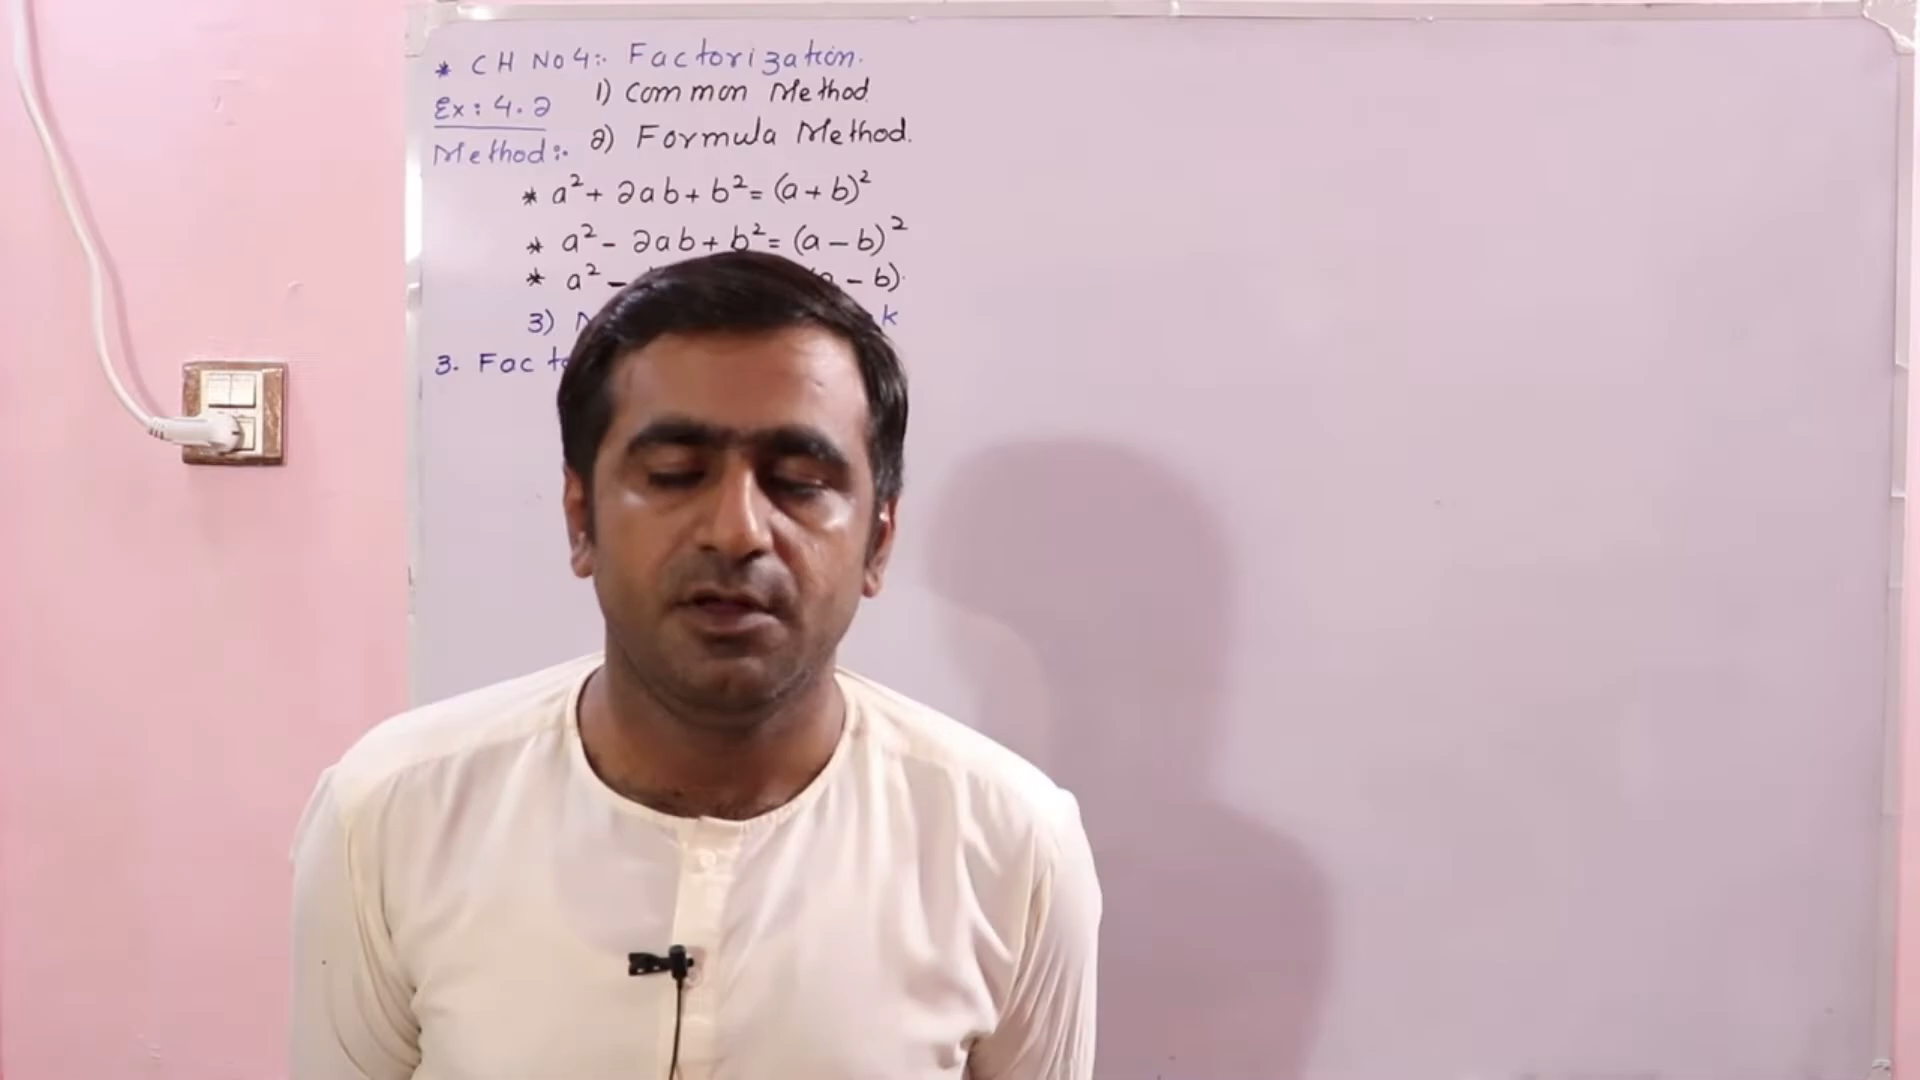 * CH No 4:- Factorization.
Ex: 4.2 1) Common Method
Method:- 2) Formula Method.
* a² + 2ab + b² = (a + b)²
* a² - 2ab + b² = (a - b)²
* a² - - b).
3)
3.